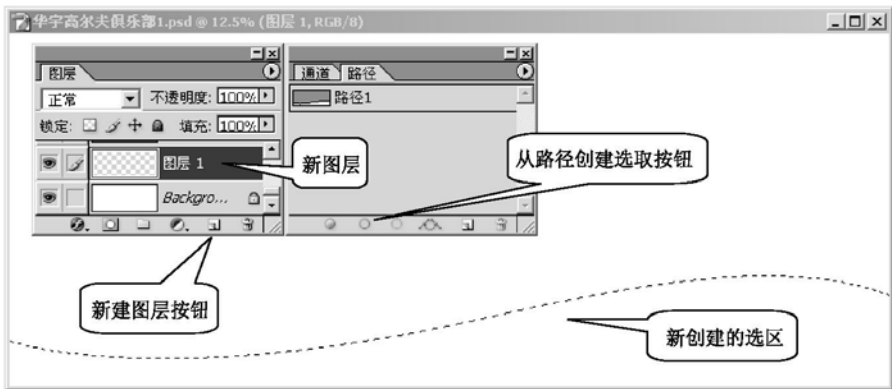 华宇高尔夫俱乐部1.psd @ 12.5% (图层 1, RGB/8)
图层
正常 不透明度: 100%
锁定: 填充: 100%
图层 1
Backgro...
通道 路径
路径1
新图层
从路径创建选取按钮
新建图层按钮
新创建的选区